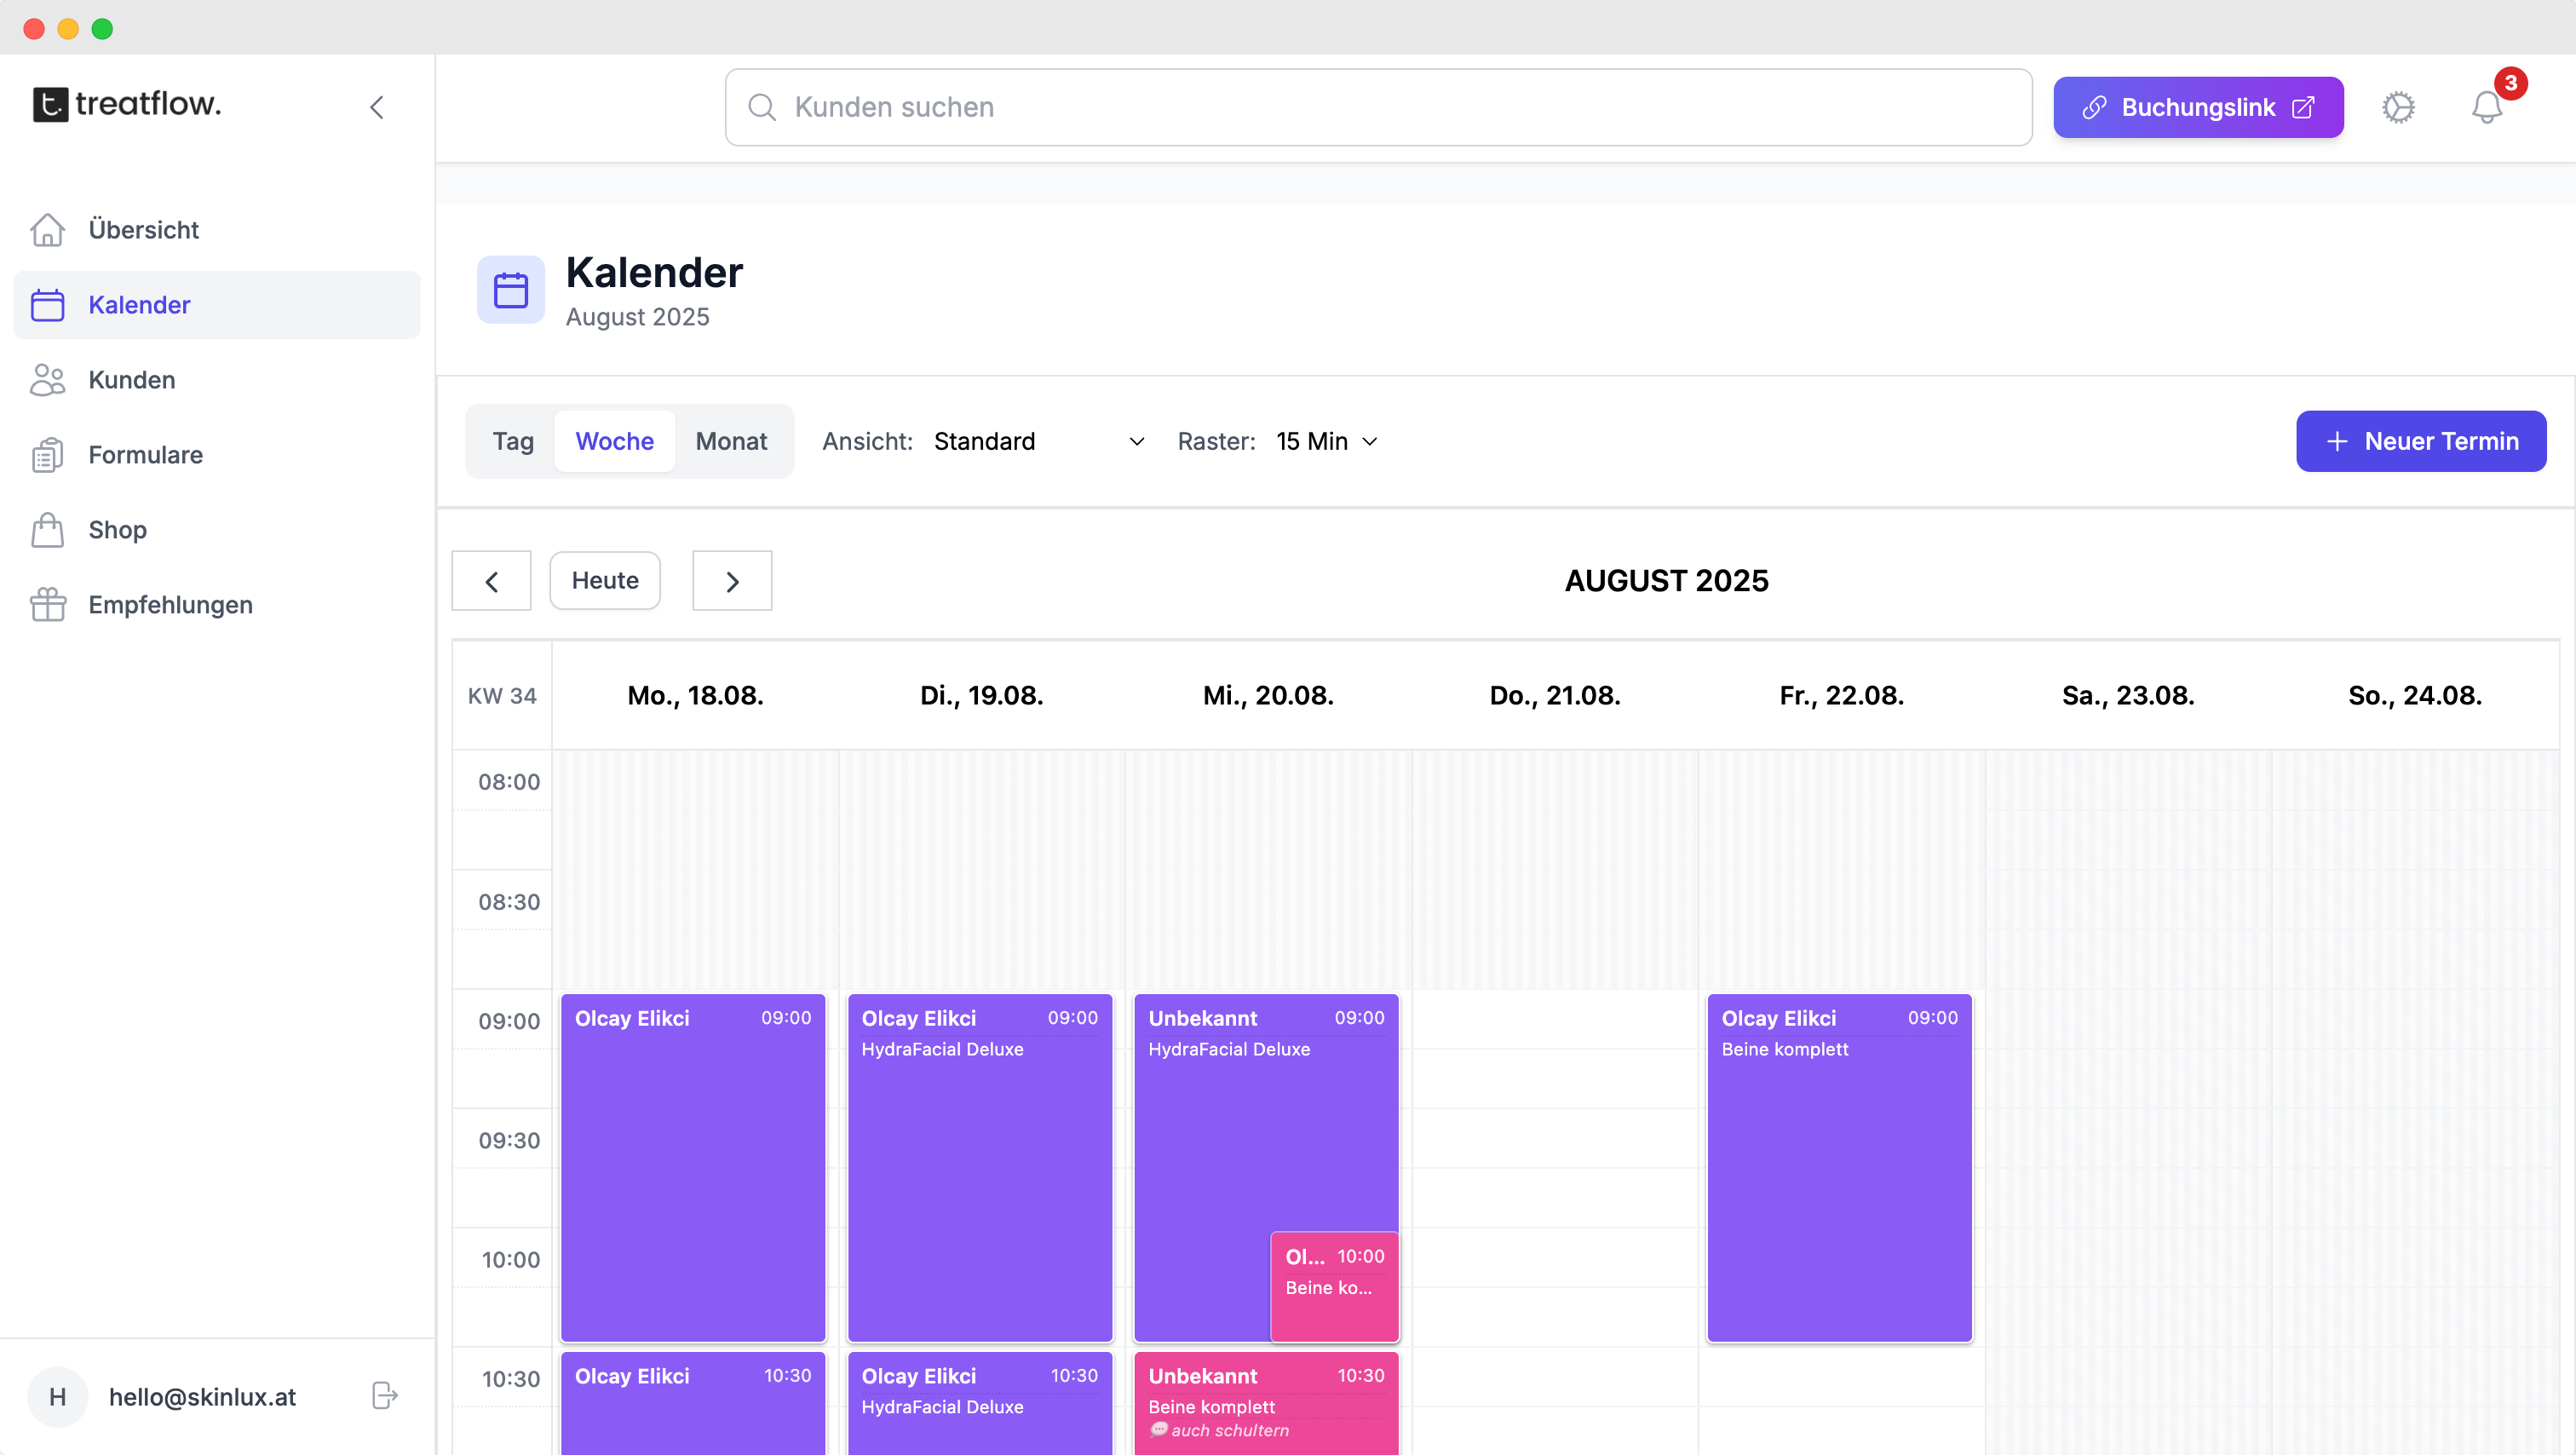 treatflow.
Kunden suchen
Buchungslink
3
Übersicht
Kalender
Kunden
Formulare
Shop
Empfehlungen
Kalender
August 2025
Tag Woche Monat Ansicht: Standard Raster: 15 Min
+ Neuer Termin
Heute
AUGUST 2025
KW 34 Mo., 18.08. Di., 19.08. Mi., 20.08. Do., 21.08. Fr., 22.08. Sa., 23.08. So., 24.08.
08:00
08:30
09:00
09:30
10:00
10:30
Olcay Elikci 09:00
Olcay Elikci 09:00
HydraFacial Deluxe
Unbekannt 09:00
HydraFacial Deluxe
Olcay Elikci 09:00
Beine komplett
Ol... 10:00
Beine ko...
Olcay Elikci 10:30
Olcay Elikci 10:30
HydraFacial Deluxe
Unbekannt 10:30
Beine komplett
auch schultern
H hello@skinlux.at